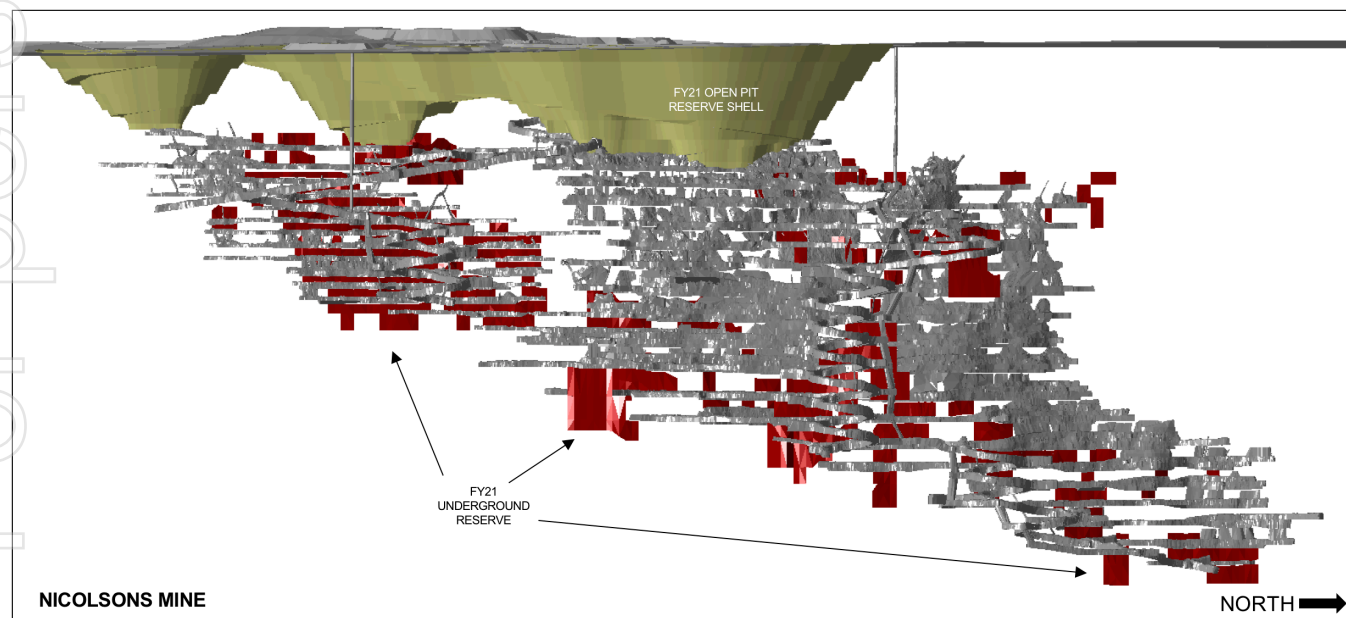 FY21 OPEN PIT
RESERVE SHELL
FY21
UNDERGROUND
RESERVE
NICOLSONS MINE
NORTH